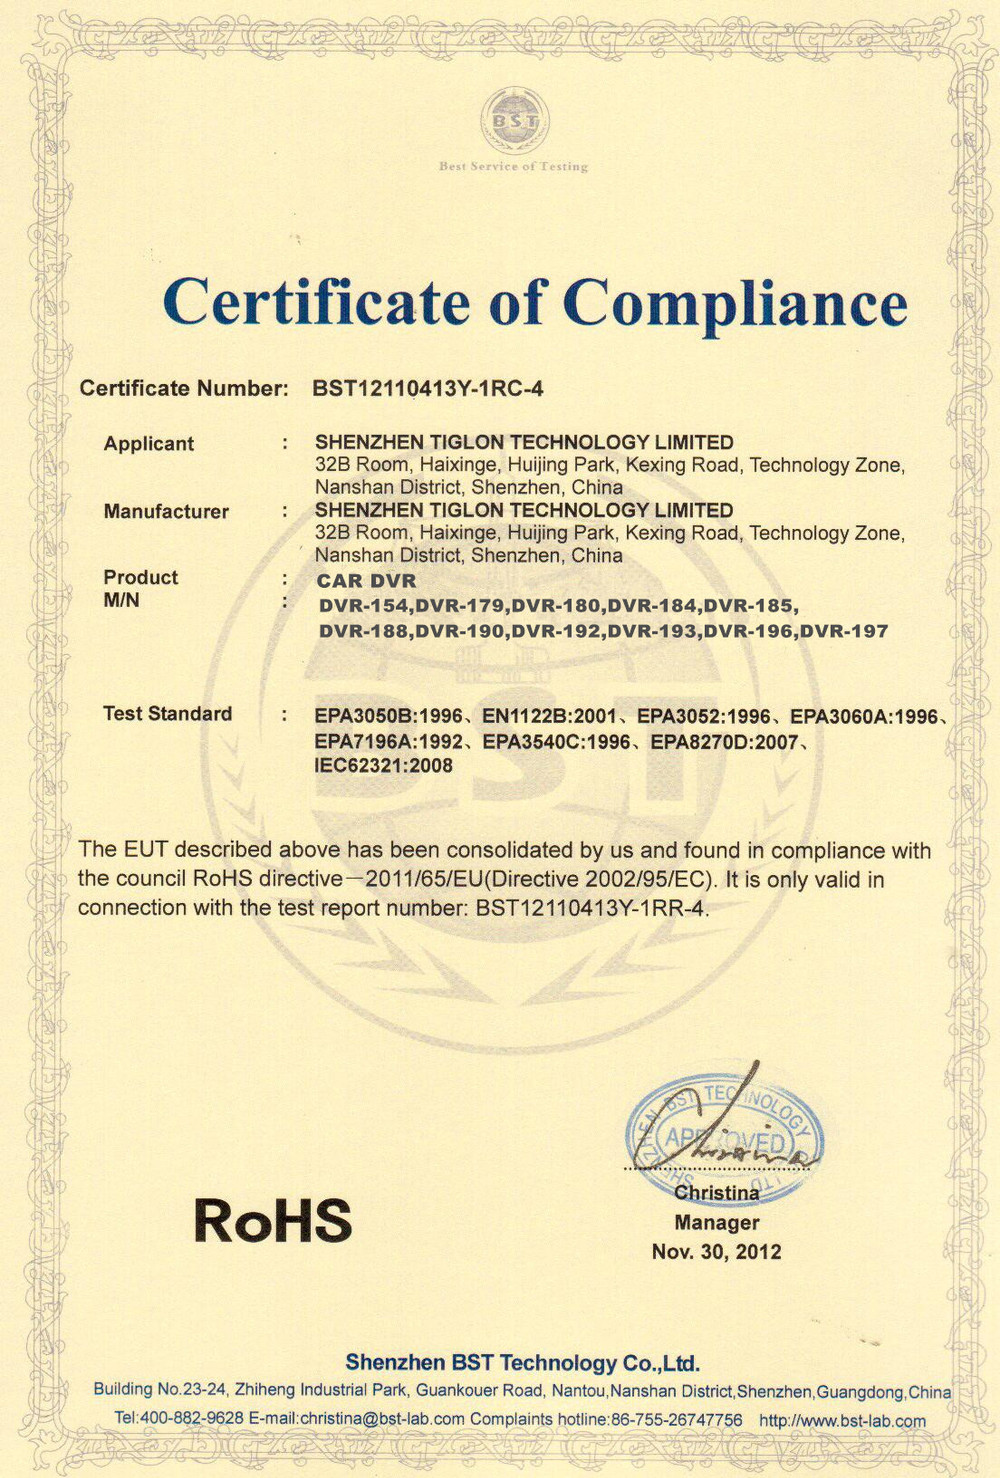 BST
Best Service of Testing
Certificate of Compliance
Certificate Number: BST12110413Y-1RC-4
Applicant : SHENZHEN TIGLON TECHNOLOGY LIMITED
32B Room, Haixinge, Huijing Park, Kexing Road, Technology Zone,
Nanshan District, Shenzhen, China
Manufacturer : SHENZHEN TIGLON TECHNOLOGY LIMITED
32B Room, Haixinge, Huijing Park, Kexing Road, Technology Zone,
Nanshan District, Shenzhen, China
Product : CAR DVR
M/N : DVR-154,DVR-179,DVR-180,DVR-184,DVR-185,
DVR-188,DVR-190,DVR-192,DVR-193,DVR-196,DVR-197
Test Standard : EPA3050B:1996、EN1122B:2001、EPA3052:1996、EPA3060A:1996、
EPA7196A:1992、EPA3540C:1996、EPA8270D:2007、
IEC62321:2008
BST
The EUT described above has been consolidated by us and found in compliance with
the council RoHS directive—2011/65/EU(Directive 2002/95/EC). It is only valid in
connection with the test report number: BST12110413Y-1RR-4.
SHENZHEN BST TECHNOLOGY LTD
APPROVED
Christina
Christina
Manager
Nov. 30, 2012
RoHS
Shenzhen BST Technology Co.,Ltd.
Building No.23-24, Zhiheng Industrial Park, Guankouer Road, Nantou,Nanshan District,Shenzhen,Guangdong,China
Tel:400-882-9628 E-mail:christina@bst-lab.com Complaints hotline:86-755-26747756 http://www.bst-lab.com